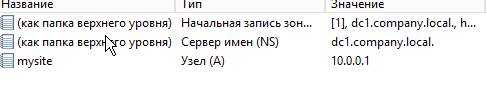 Название Тип Значение
(как папка верхнего уровня) Начальная запись зон... [1], dc1.company.local., h...
(как папка верхнего уровня) Сервер имен (NS) dc1.company.local.
mysite Узел (A) 10.0.0.1